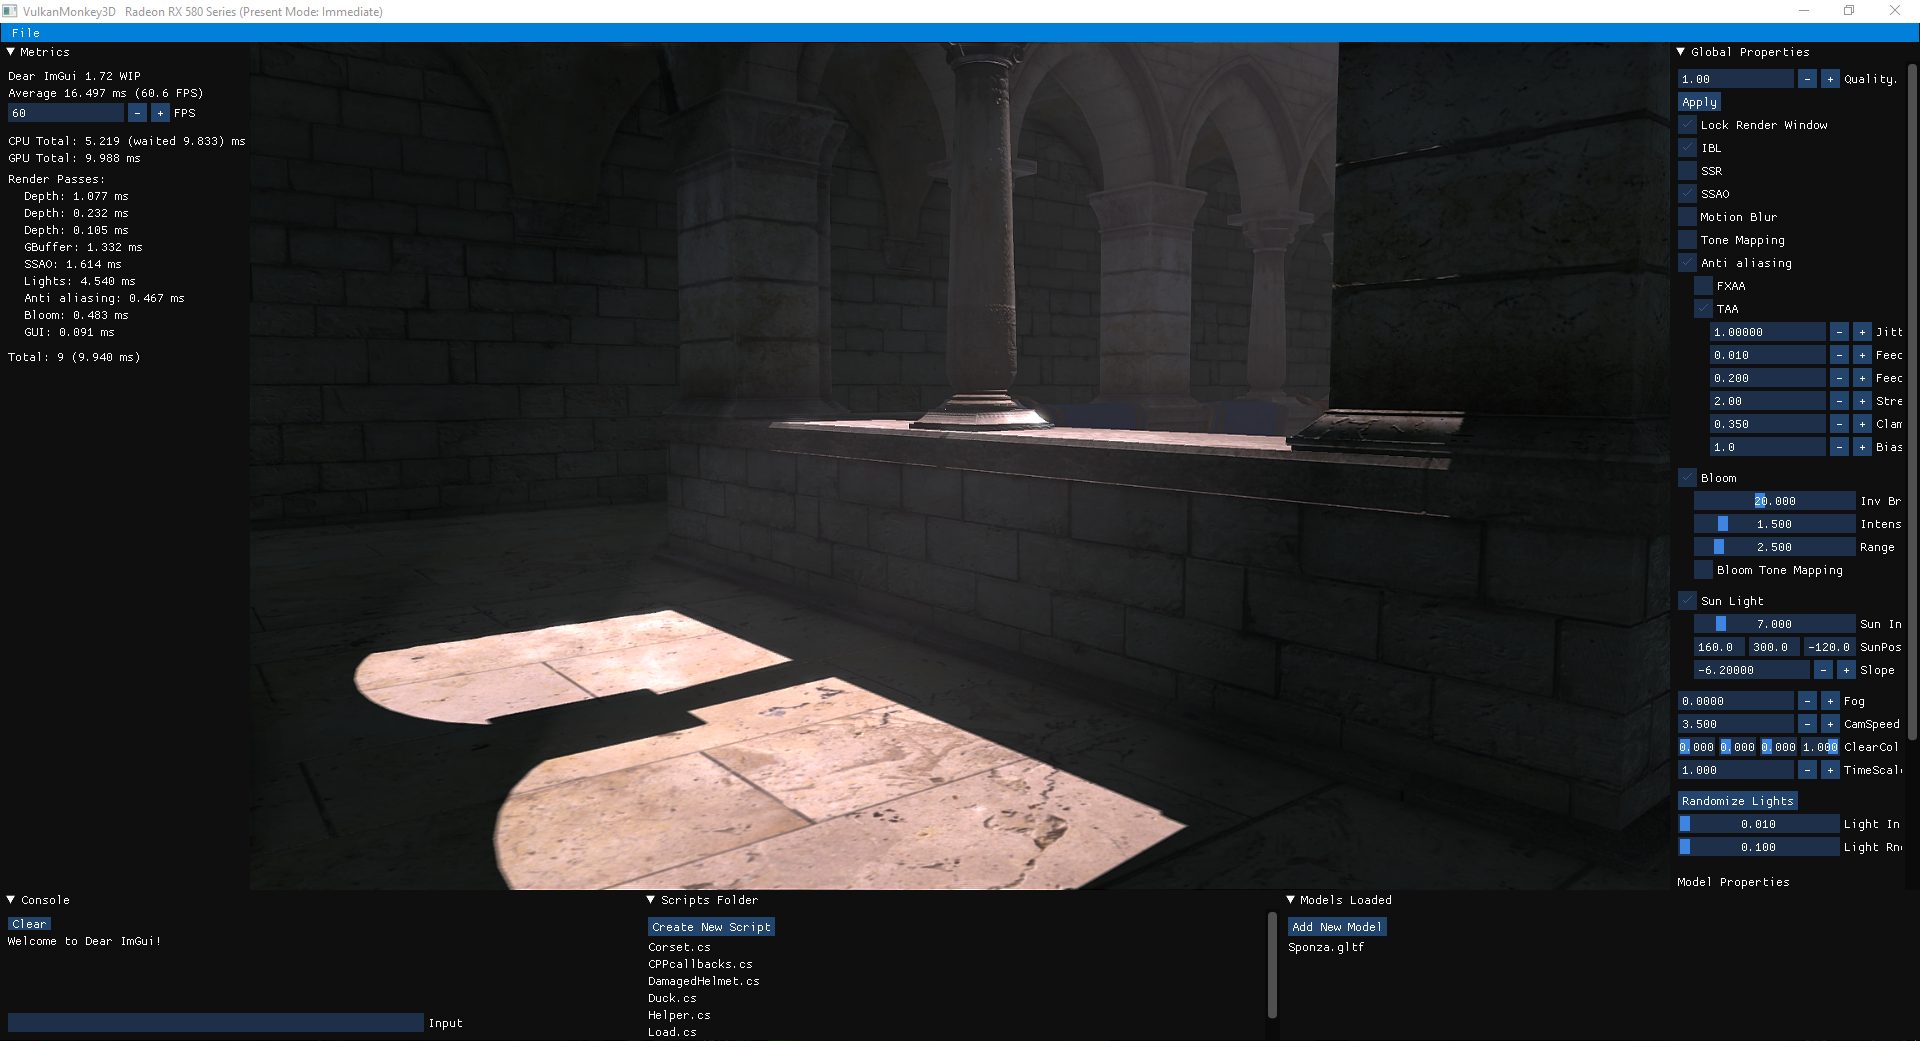 VulkanMonkey3D   Radeon RX 580 Series (Present Mode: Immediate)
File
Metrics
Dear ImGui 1.72 WIP
Average 16.497 ms (60.6 FPS)
60 - + FPS
CPU Total: 5.219 (waited 9.833) ms
GPU Total: 9.988 ms
Render Passes:
Depth: 1.077 ms
Depth: 0.232 ms
Depth: 0.105 ms
GBuffer: 1.332 ms
SSAO: 1.614 ms
Lights: 4.540 ms
Anti aliasing: 0.467 ms
Bloom: 0.483 ms
GUI: 0.091 ms
Total: 9 (9.940 ms)
Global Properties
1.00 - + Quality.
Apply
Lock Render Window
IBL
SSR
SSAO
Motion Blur
Tone Mapping
Anti aliasing
FXAA
TAA
1.00000 - + Jitt
0.010 - + Feec
0.200 - + Feec
2.00 - + Stre
0.350 - + Clam
1.0 - + Bias
Bloom
20.000 Inv Br
1.500 Intens
2.500 Range
Bloom Tone Mapping
Sun Light
7.000 Sun In
160.0 300.0 -120.0 SunPos
-6.20000 - + Slope
0.0000 - + Fog
3.500 - + CamSpeed
0.000 0.000 0.000 1.000 ClearCol
1.000 - + TimeScal
Randomize Lights
0.010 Light In
0.100 Light Rn
Model Properties
Console
Clear
Welcome to Dear ImGui!
Input
Scripts Folder
Create New Script
Corset.cs
CPPcallbacks.cs
DamagedHelmet.cs
Duck.cs
Helper.cs
Load.cs
Models Loaded
Add New Model
Sponza.gltf